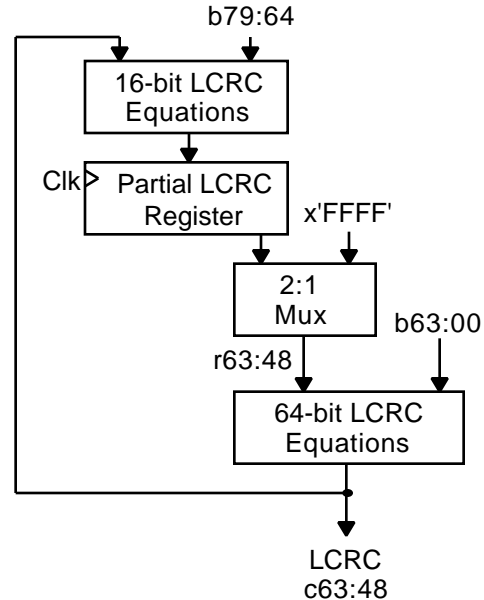 b79:64
16-bit LCRC
Equations
Clk
Partial LCRC
Register
x'FFFF'
2:1
Mux
b63:00
r63:48
64-bit LCRC
Equations
LCRC
c63:48